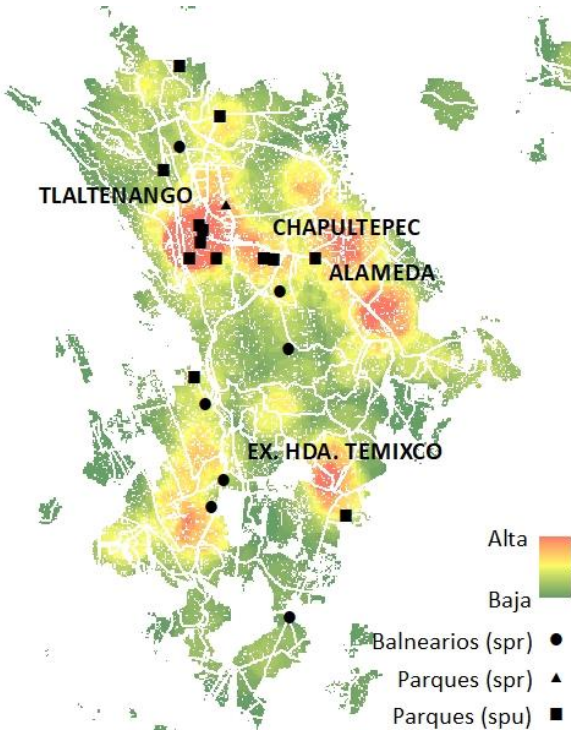 TLALTENANGO
CHAPULTEPEC
ALAMEDA
EX. HDA. TEMIXCO
Alta
Baja
Balnearios (spr)
Parques (spr)
Parques (spu)